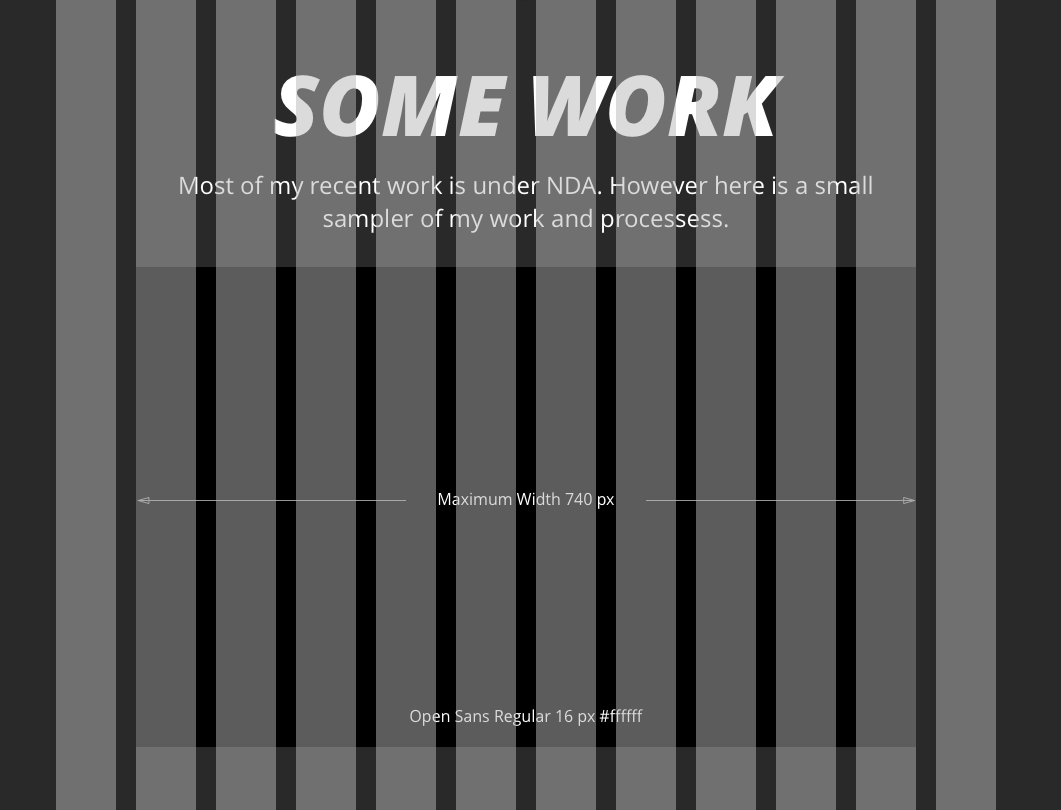 SOME WORK
Most of my recent work is under NDA. However here is a small
sampler of my work and processess.
Maximum Width 740 px
Open Sans Regular 16 px #ffffff